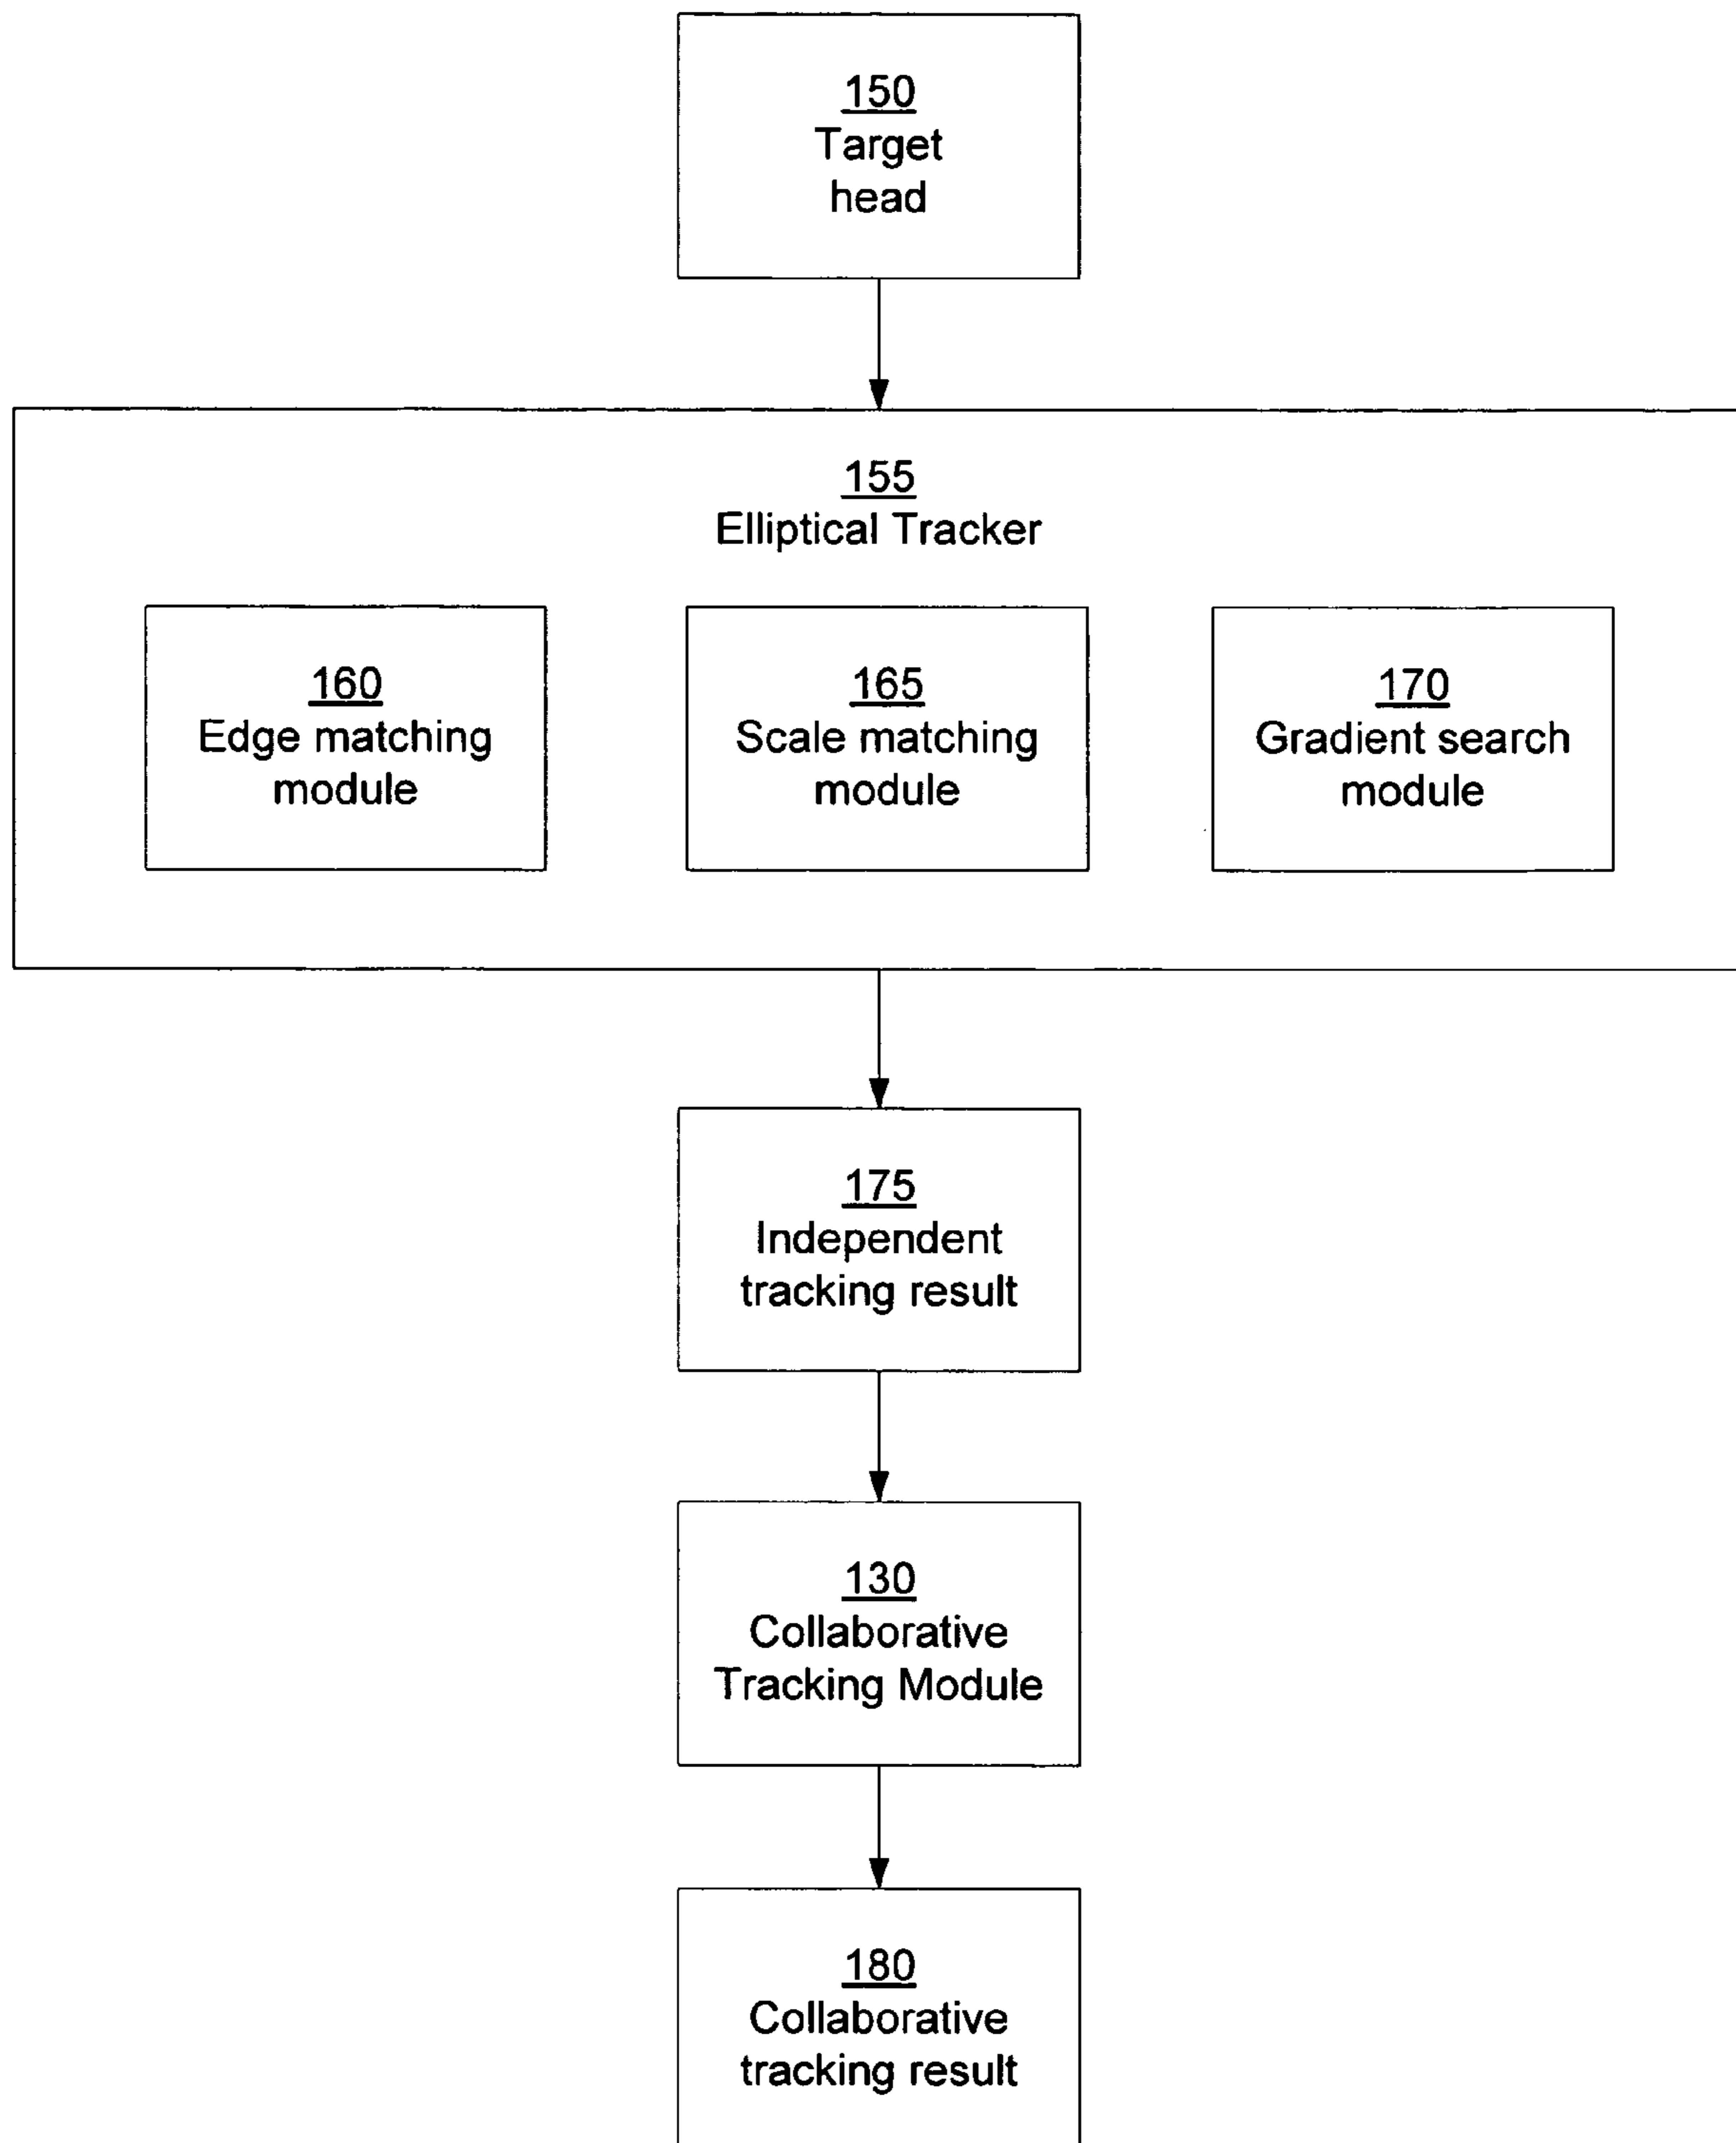 150
Target
head
155
Elliptical Tracker
160
Edge matching
module
165
Scale matching
module
170
Gradient search
module
175
Independent
tracking result
130
Collaborative
Tracking Module
180
Collaborative
tracking result